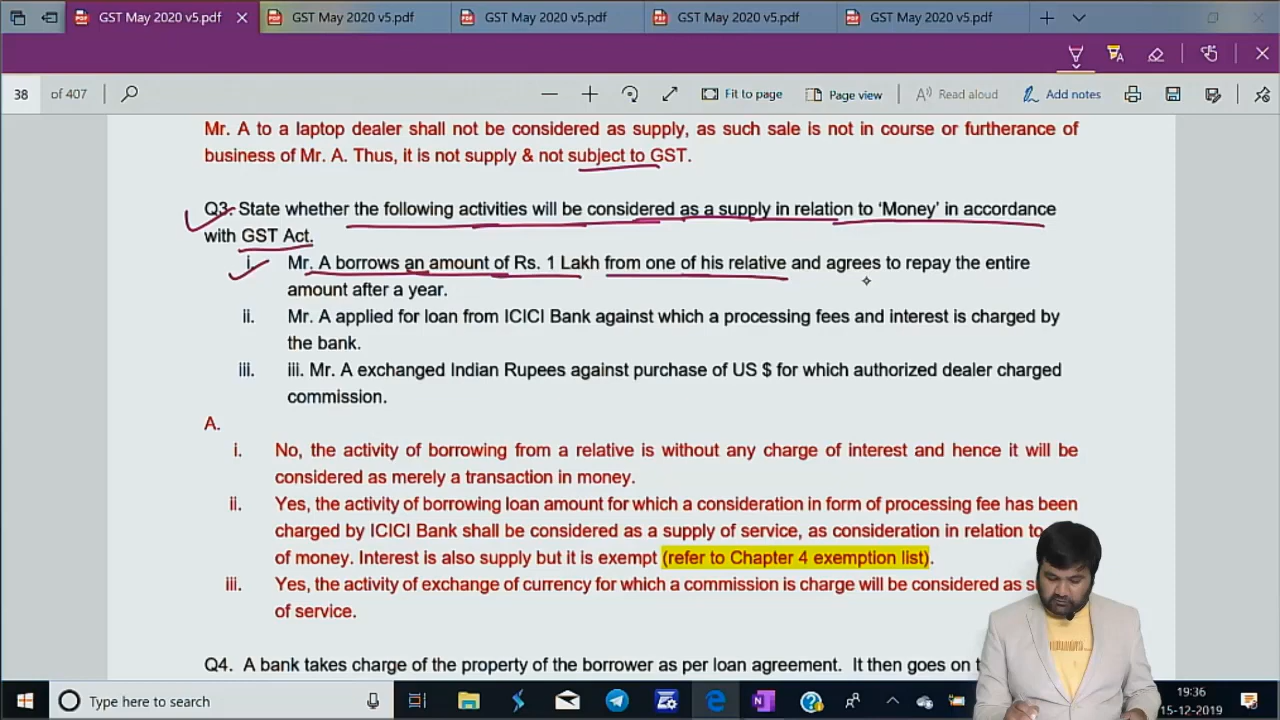 GST May 2020 v5.pdf
GST May 2020 v5.pdf
GST May 2020 v5.pdf
GST May 2020 v5.pdf
GST May 2020 v5.pdf
38 of 407
Fit to page
Page view
Read aloud
Add notes
Mr. A to a laptop dealer shall not be considered as supply, as such sale is not in course or furtherance of
business of Mr. A. Thus, it is not supply & not subject to GST.
Q3. State whether the following activities will be considered as a supply in relation to ‘Money’ in accordance
with GST Act.
i. Mr. A borrows an amount of Rs. 1 Lakh from one of his relative and agrees to repay the entire
amount after a year.
ii. Mr. A applied for loan from ICICI Bank against which a processing fees and interest is charged by
the bank.
iii. iii. Mr. A exchanged Indian Rupees against purchase of US $ for which authorized dealer charged
commission.
A.
i. No, the activity of borrowing from a relative is without any charge of interest and hence it will be
considered as merely a transaction in money.
ii. Yes, the activity of borrowing loan amount for which a consideration in form of processing fee has been
charged by ICICI Bank shall be considered as a supply of service, as consideration in relation to
of money. Interest is also supply but it is exempt (refer to Chapter 4 exemption list).
iii. Yes, the activity of exchange of currency for which a commission is charge will be considered as
of service.
Q4. A bank takes charge of the property of the borrower as per loan agreement. It then goes on
Type here to search
19:36
15-12-2019